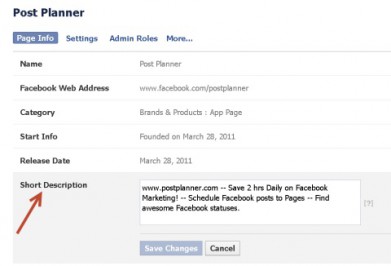 Post Planner
Page Info Settings Admin Roles More...
Name Post Planner
Facebook Web Address www.facebook.com/postplanner
Category Brands & Products : App Page
Start Info Founded on March 28, 2011
Release Date March 28, 2011
Short Description www.postplanner.com -- Save 2 hrs Daily on Facebook
Marketing! -- Schedule Facebook posts to Pages -- Find
awesome Facebook statuses.
[?]
Save Changes Cancel